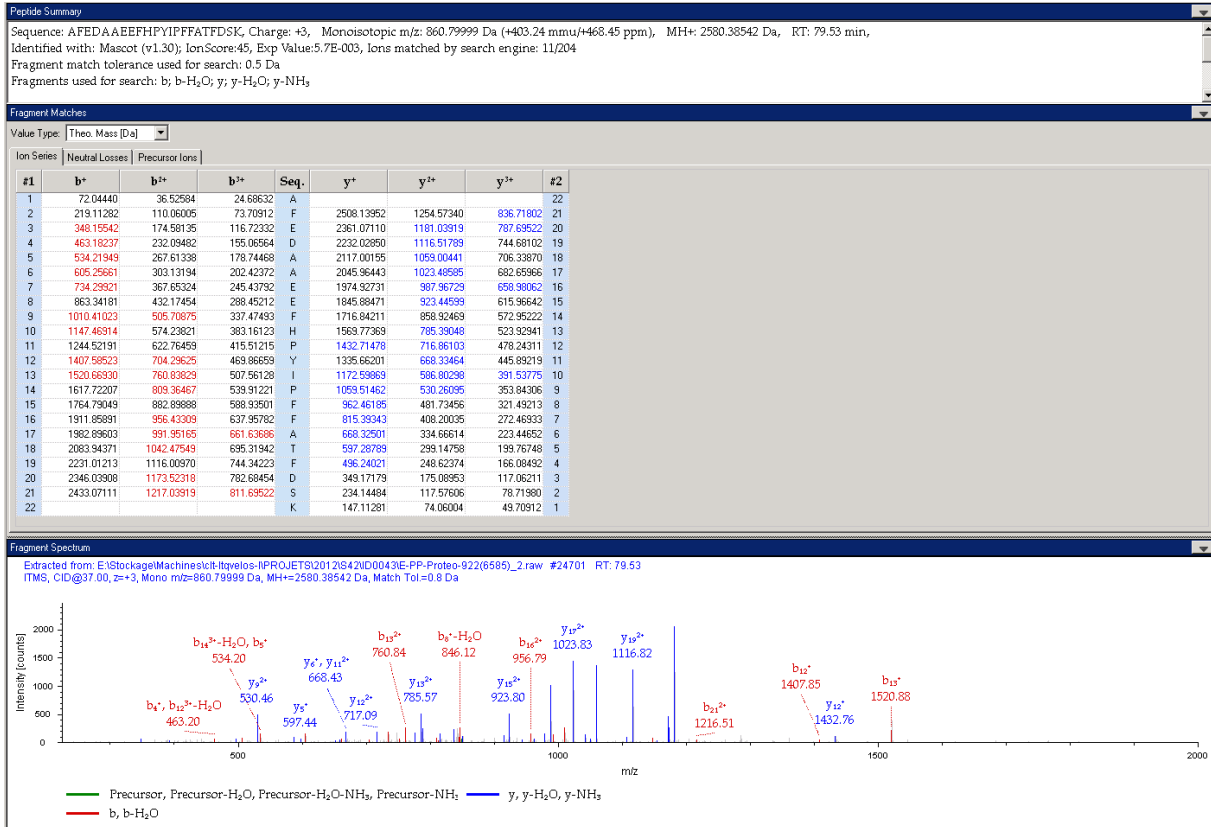 Peptide Summary
Sequence: AFEDAAEEFHPYIPFFATFDSK, Charge: +3, Monoisotopic m/z: 860.79999 Da (+403.24 mmu/+468.45 ppm), MH+: 2580.38542 Da, RT: 79.53 min,
Identified with: Mascot (v1.30); IonScore:45, Exp Value:5.7E-003, Ions matched by search engine: 11/204
Fragment match tolerance used for search: 0.5 Da
Fragments used for search: b; b-H₂O; y; y-H₂O; y-NH₃
Fragment Matches
Value Type: Theo. Mass [Da]
Ion Series Neutral Losses Precursor Ions
#1 b⁺ b²⁺ b³⁺ Seq. y⁺ y²⁺ y³⁺ #2
1 72.04440 36.52584 24.68632 A 22
2 219.11282 110.06005 73.70912 F 2508.13952 1254.57340 836.71802 21
3 348.15542 174.58135 116.72332 E 2361.07110 1181.03919 787.69522 20
4 463.18237 232.09482 155.06564 D 2232.02850 1116.51789 744.68102 19
5 534.21949 267.61338 178.74468 A 2117.00155 1059.00441 706.33870 18
6 605.25661 303.13194 202.42372 A 2045.96443 1023.48585 682.65966 17
7 734.29921 367.65324 245.43792 E 1974.92731 987.96729 658.98062 16
8 863.34181 432.17454 288.45212 E 1845.88471 923.44599 615.96642 15
9 1010.41023 505.70875 337.47493 F 1716.84211 858.92469 572.95222 14
10 1147.46914 574.23821 383.16123 H 1569.77369 785.39048 523.92941 13
11 1244.52191 622.76459 415.51215 P 1432.71478 716.86103 478.24311 12
12 1407.58523 704.29625 469.86659 Y 1335.66201 668.33464 445.89219 11
13 1520.66930 760.83829 507.56128 I 1172.59869 586.80298 391.53775 10
14 1617.72207 809.36467 539.91221 P 1059.51462 530.26095 353.84306 9
15 1764.79049 882.89888 588.93501 F 962.46185 481.73456 321.49213 8
16 1911.85891 956.43309 637.95782 F 815.39343 408.20035 272.46933 7
17 1982.89603 991.95165 661.63686 A 668.32501 334.66614 223.44652 6
18 2083.94371 1042.47549 695.31942 T 597.28789 299.14758 199.76748 5
19 2231.01213 1116.00970 744.34223 F 496.24021 248.62374 166.08492 4
20 2346.03908 1173.52318 782.68454 D 349.17179 175.08953 117.06211 3
21 2433.07111 1217.03919 811.69522 S 234.14484 117.57606 78.71980 2
22 K 147.11281 74.06004 49.70912 1
Fragment Spectrum
Extracted from: E:\Stockage\Machines\clt-ltqvelos-l\PROJETS\2012\S42\ID0043\E-PP-Proteo-922(6585)_2.raw #24701 RT: 79.53
ITMS, CID@37.00, z=+3, Mono m/z=860.79999 Da, MH+=2580.38542 Da, Match Tol.=0.8 Da
Intensity [counts]
2000
1500
1000
500
0
b₄⁺, b₁₂³⁺-H₂O
463.20
b₁₄³⁺-H₂O, b₅⁺
534.20
y₉²⁺
530.46
y₅⁺
597.44
y₆⁺, y₁₁²⁺
668.43
y₁₂²⁺
717.09
b₁₃²⁺
760.84
y₁₃²⁺
785.57
b₈⁺-H₂O
846.12
y₁₅²⁺
923.80
b₁₆²⁺
956.79
y₁₇²⁺
1023.83
y₁₉²⁺
1116.82
b₂₁²⁺
1216.51
b₁₂⁺
1407.85
y₁₂⁺
1432.76
b₁₃⁺
1520.88
500 1000 1500 2000
m/z
Precursor, Precursor-H₂O, Precursor-H₂O-NH₃, Precursor-NH₃ y, y-H₂O, y-NH₃
b, b-H₂O